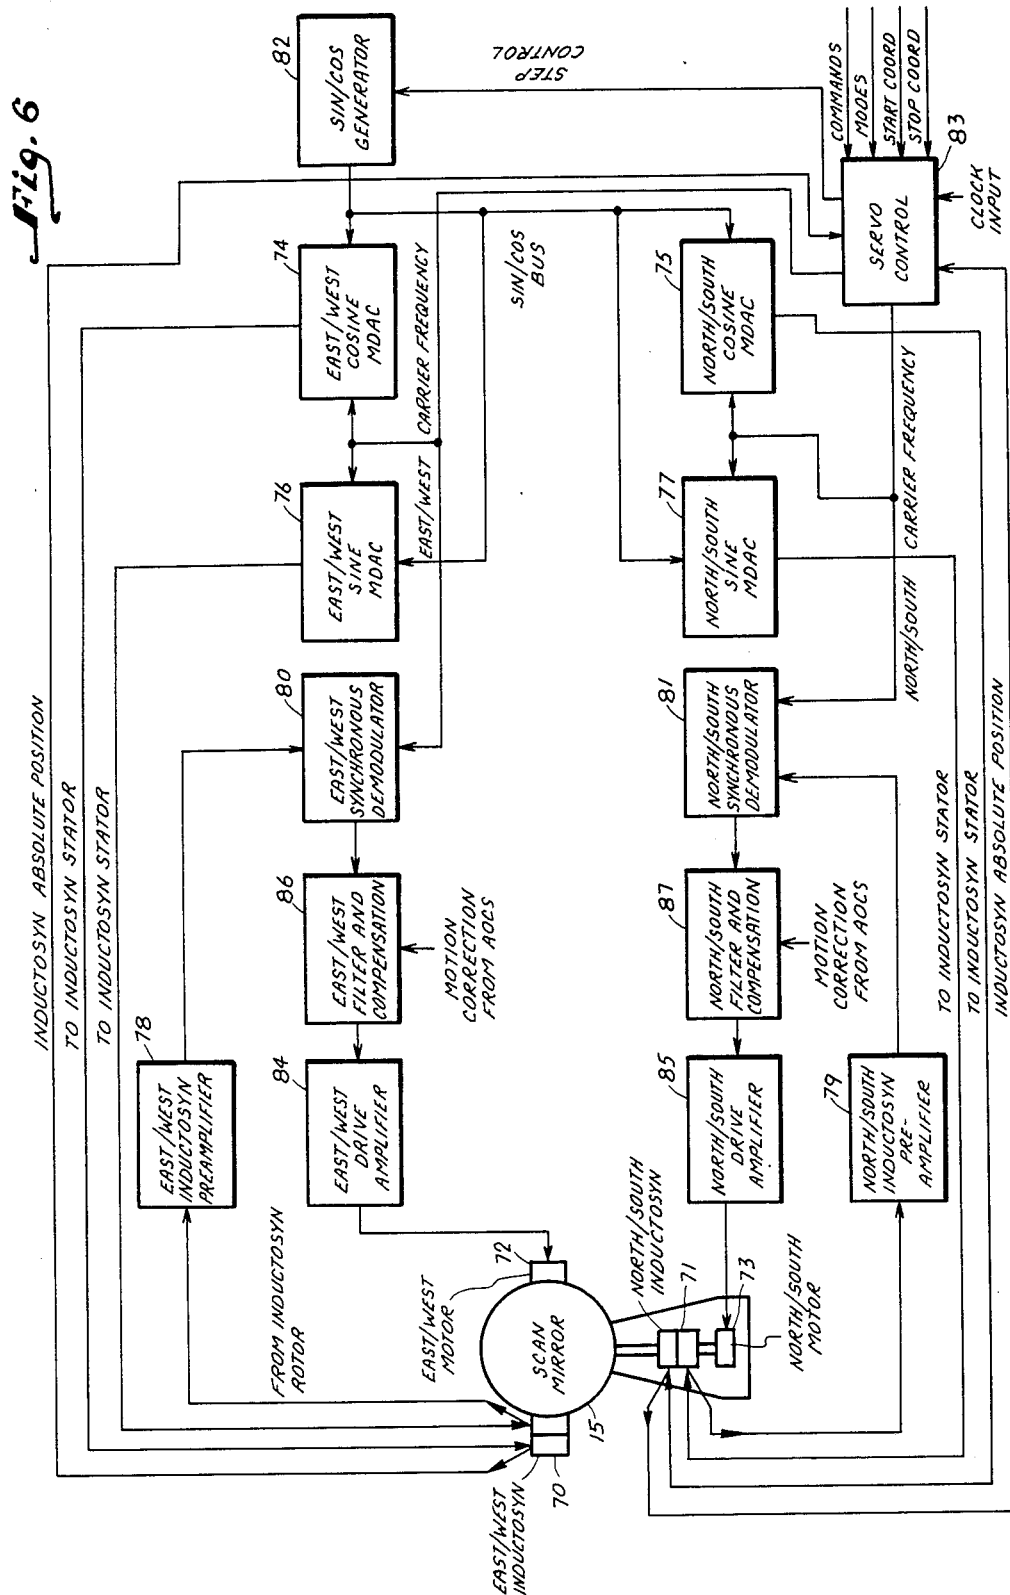 Fig. 6
INDUCTOSYN ABSOLUTE POSITION
TO INDUCTOSYN STATOR
TO INDUCTOSYN STATOR
FROM INDUCTOSYN
ROTOR
78
EAST/WEST
INDUCTOSYN
PREAMPLIFIER
EAST/WEST
INDUCTOSYN
70
15
SCAN
MIRROR
EAST/WEST
MOTOR
72
84
EAST/WEST
DRIVE
AMPLIFIER
86
EAST/WEST
FILTER AND
COMPENSATION
MOTION
CORRECTION
FROM AOCS
80
EAST/WEST
SYNCHRONOUS
DEMODULATOR
76
EAST/WEST
SINE
MDAC
74
EAST/WEST
COSINE
MDAC
82
SIN/COS
GENERATOR
EAST/WEST CARRIER FREQUENCY
SIN/COS
BUS
STEP
CONTROL
NORTH/SOUTH
INDUCTOSYN
71
73
NORTH/SOUTH
MOTOR
85
NORTH/SOUTH
DRIVE
AMPLIFIER
87
NORTH/SOUTH
FILTER AND
COMPENSATION
MOTION
CORRECTION
FROM AOCS
81
NORTH/SOUTH
SYNCHRONOUS
DEMODULATOR
77
NORTH/SOUTH
SINE
MDAC
75
NORTH/SOUTH
COSINE
MDAC
NORTH/SOUTH CARRIER FREQUENCY
COMMANDS
MODES
START COORD
STOP COORD
83
SERVO
CONTROL
CLOCK
INPUT
79
NORTH/SOUTH
INDUCTOSYN
PRE-
AMPLIFIER
TO INDUCTOSYN STATOR
TO INDUCTOSYN STATOR
INDUCTOSYN ABSOLUTE POSITION